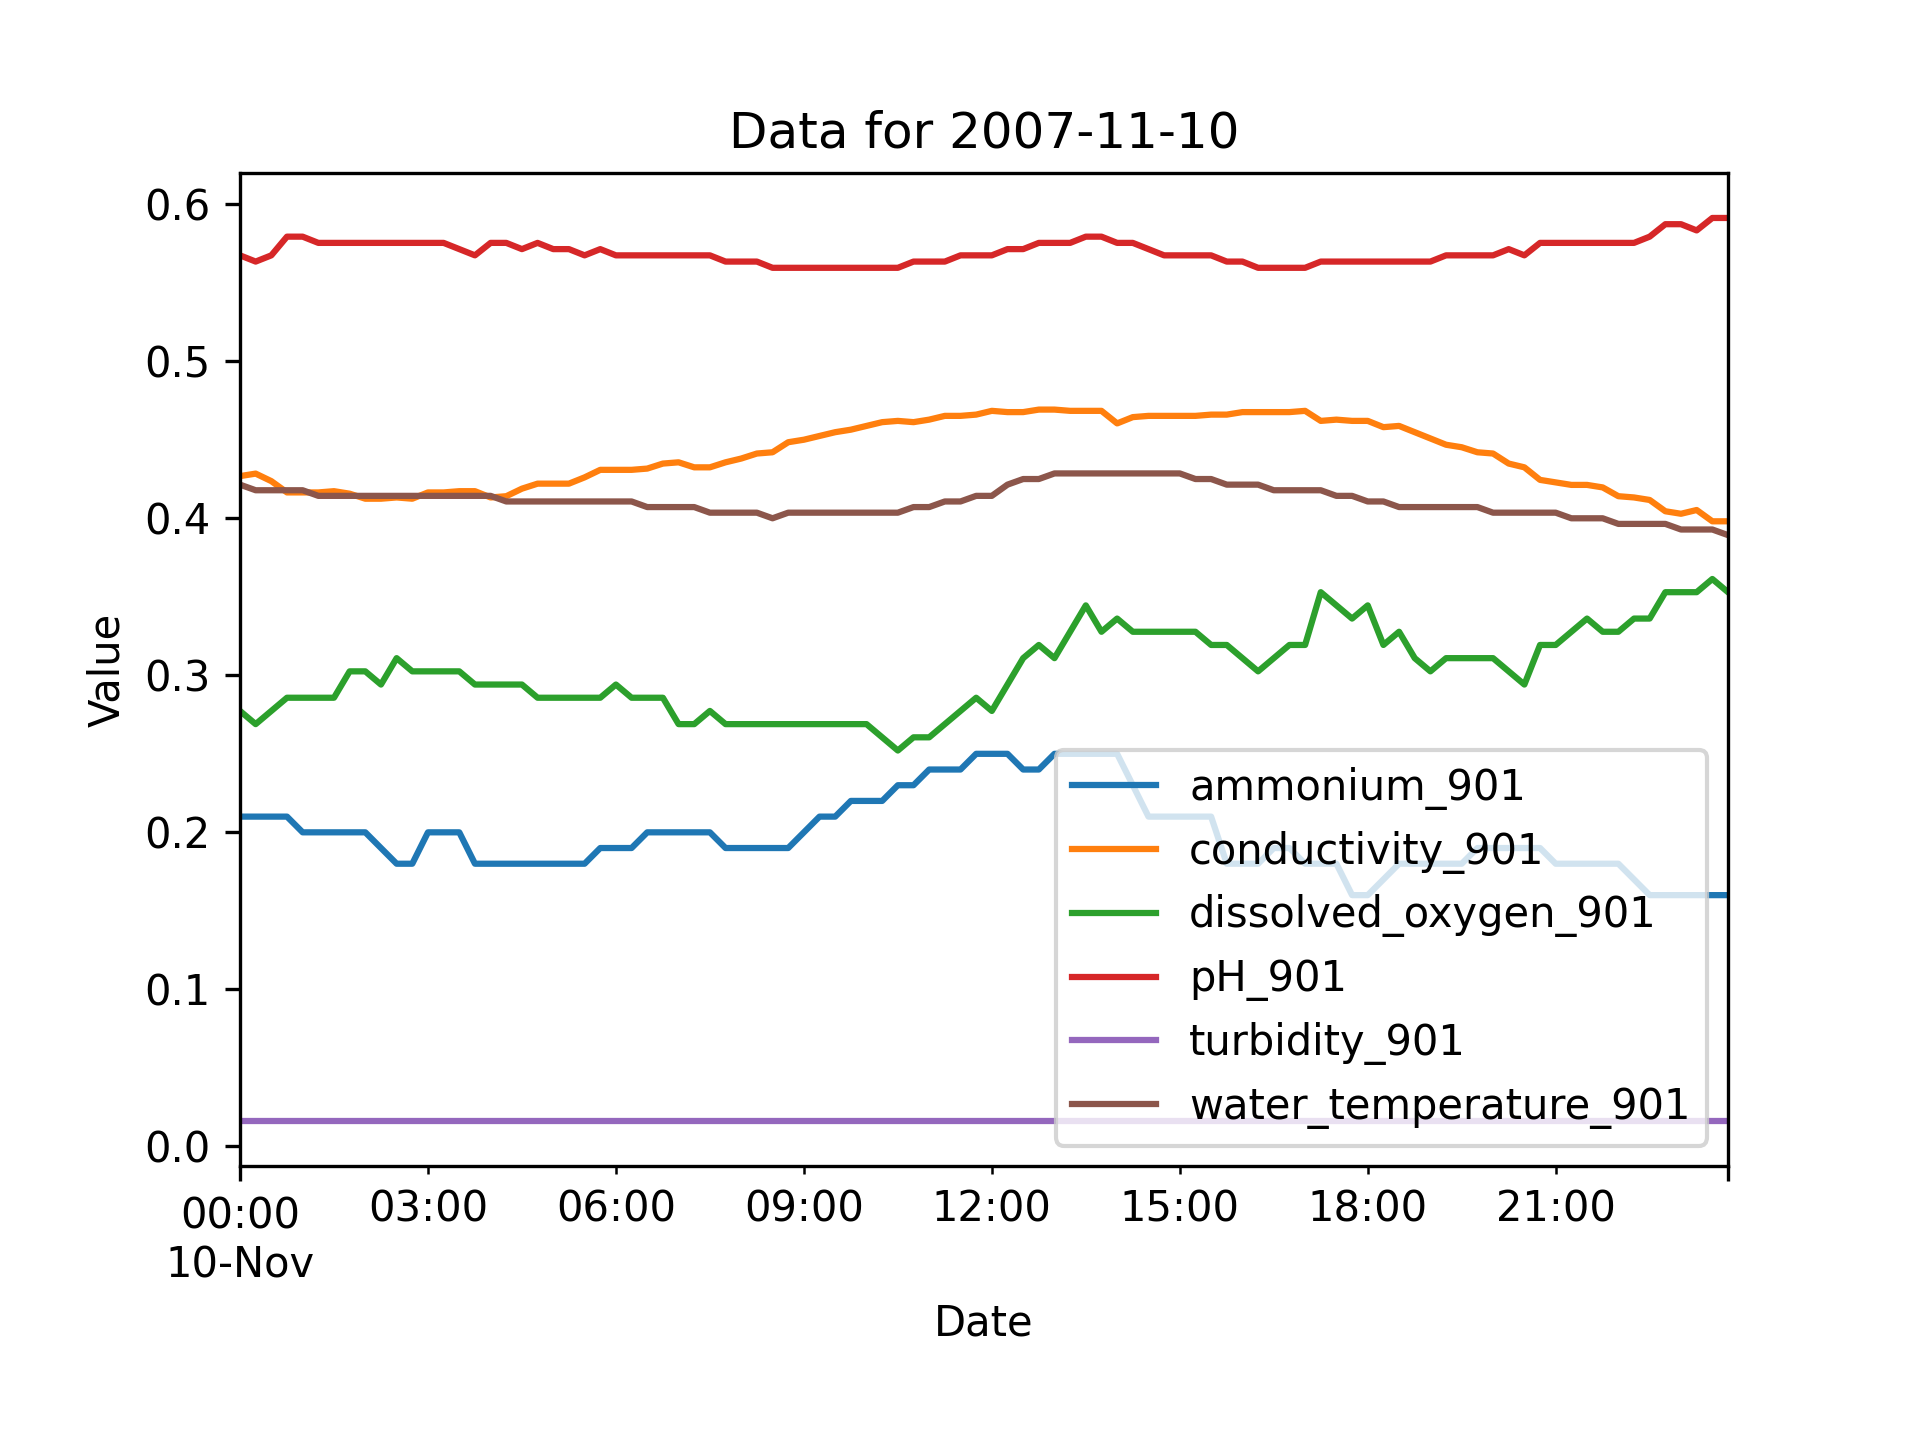 Data for 2007-11-10
0.6
0.5
0.4
0.3
0.2
0.1
0.0
Value
ammonium_901
conductivity_901
dissolved_oxygen_901
pH_901
turbidity_901
water_temperature_901
00:00 03:00 06:00 09:00 12:00 15:00 18:00 21:00
10-Nov
Date